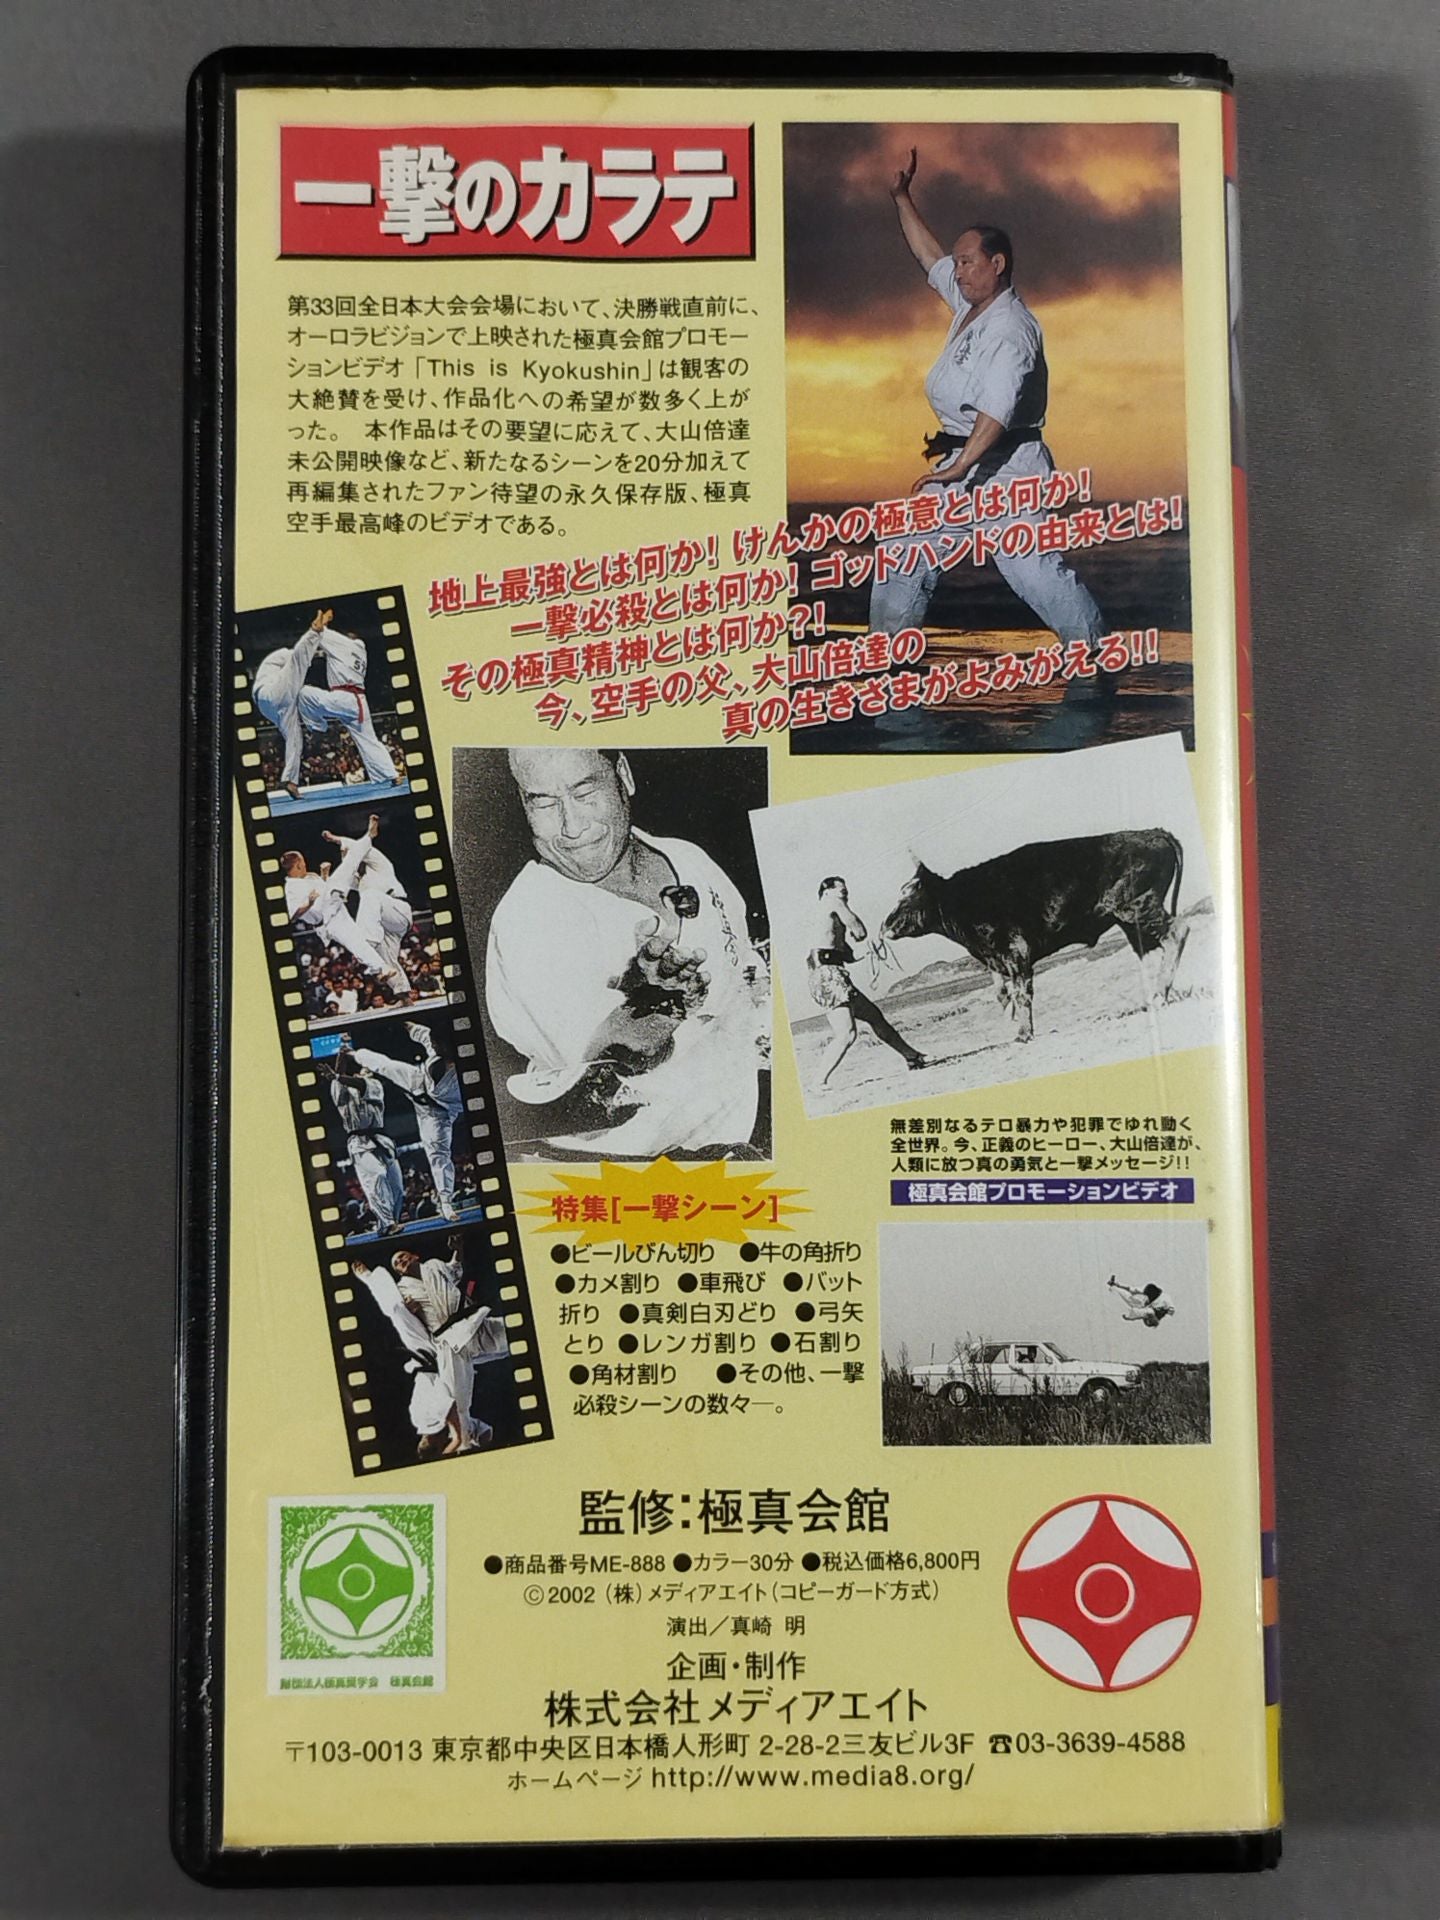 一撃のカラテ
第33回全日本大会会場において、決勝戦直前に、
オーロラビジョンで上映された極真会館プロモー
ションビデオ「This is Kyokushin」は観客の
大絶賛を受け、作品化への希望が数多く上が
った。 本作品はその要望に応えて、大山倍達
未公開映像など、新たなるシーンを20分加えて
再編集されたファン待望の永久保存版、極真
空手最高峰のビデオである。
地上最強とは何か！けんかの極意とは何か！
一撃必殺とは何か！ゴッドハンドの由来とは！
その極真精神とは何か？！
今、空手の父、大山倍達の
真の生きざまがよみがえる！！
無差別なるテロ暴力や犯罪でゆれ動く
全世界。今、正義のヒーロー、大山倍達が、
人類に放つ真の勇気と一撃メッセージ！！
極真会館プロモーションビデオ
特集[一撃シーン]
●ビールびん切り ●牛の角折り
●カメ割り ●車飛び ●バット
折り ●真剣白刃どり ●弓矢
とり ●レンガ割り ●石割り
●角材割り ●その他、一撃
必殺シーンの数々―。
監修：極真会館
●商品番号ME-888 ●カラー30分 ●税込価格6,800円
©2002（株）メディアエイト（コピーガード方式）
演出／真崎 明
企画・制作
株式会社メディアエイト
〒103-0013 東京都中央区日本橋人形町 2-28-2三友ビル3F ☎03-3639-4588
ホームページ http://www.media8.org/
財団法人極真奨学会 極真会館